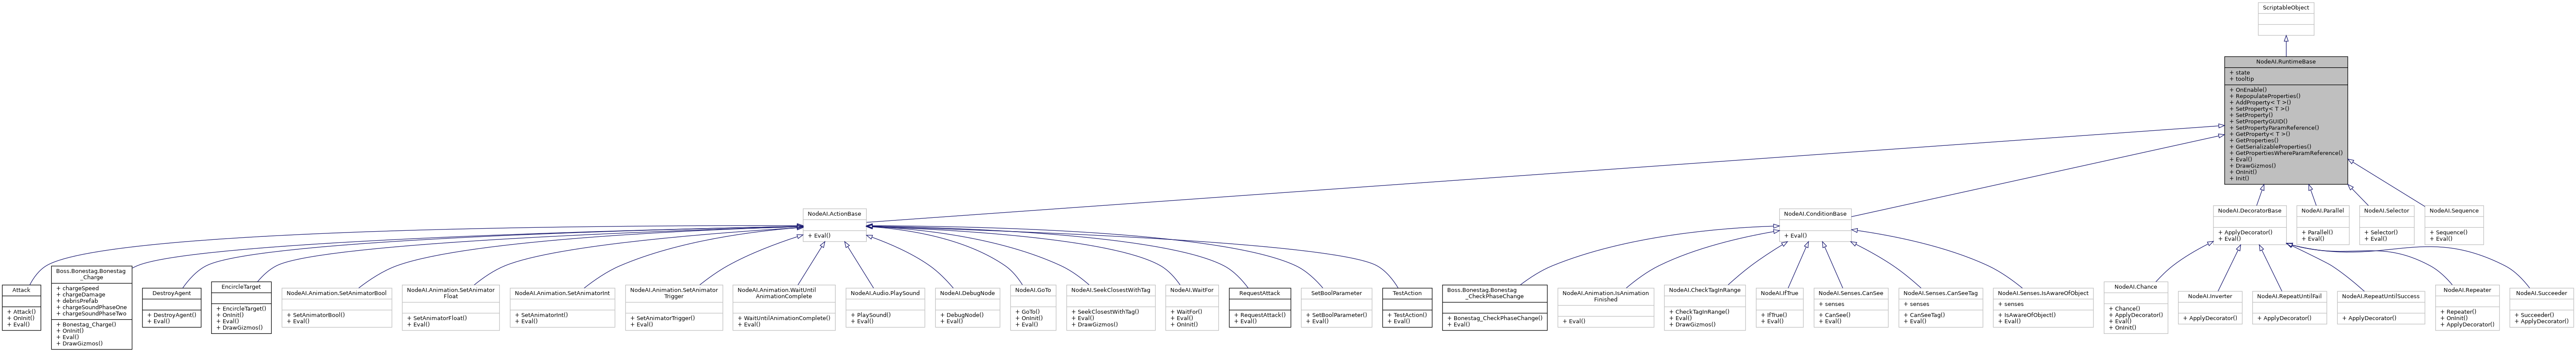 ScriptableObject
NodeAI.RuntimeBase
+ state
+ tooltip
+ OnEnable()
+ RepopulateProperties()
+ AddProperty< T >()
+ SetProperty< T >()
+ SetProperty()
+ SetPropertyGUID()
+ SetPropertyParamReference()
+ GetProperty< T >()
+ GetProperties()
+ GetSerializableProperties()
+ GetPropertiesWhereParamReference()
+ Eval()
+ DrawGizmos()
+ OnInit()
+ Init()
NodeAI.ActionBase
+ Eval()
NodeAI.ConditionBase
+ Eval()
NodeAI.DecoratorBase
+ ApplyDecorator()
+ Eval()
NodeAI.Parallel
+ Parallel()
+ Eval()
NodeAI.Selector
+ Selector()
+ Eval()
NodeAI.Sequence
+ Sequence()
+ Eval()
Attack
+ Attack()
+ OnInit()
+ Eval()
Boss.Bonestag.Bonestag
_Charge
+ chargeSpeed
+ chargeDamage
+ debrisPrefab
+ chargeSoundPhaseOne
+ chargeSoundPhaseTwo
+ Bonestag_Charge()
+ OnInit()
+ Eval()
+ DrawGizmos()
DestroyAgent
+ DestroyAgent()
+ Eval()
EncircleTarget
+ EncircleTarget()
+ OnInit()
+ Eval()
+ DrawGizmos()
NodeAI.Animation.SetAnimatorBool
+ SetAnimatorBool()
+ Eval()
NodeAI.Animation.SetAnimator
Float
+ SetAnimatorFloat()
+ Eval()
NodeAI.Animation.SetAnimatorInt
+ SetAnimatorInt()
+ Eval()
NodeAI.Animation.SetAnimator
Trigger
+ SetAnimatorTrigger()
+ Eval()
NodeAI.Animation.WaitUntil
AnimationComplete
+ WaitUntilAnimationComplete()
+ Eval()
NodeAI.Audio.PlaySound
+ PlaySound()
+ Eval()
NodeAI.DebugNode
+ DebugNode()
+ Eval()
NodeAI.GoTo
+ GoTo()
+ OnInit()
+ Eval()
NodeAI.SeekClosestWithTag
+ SeekClosestWithTag()
+ Eval()
+ DrawGizmos()
NodeAI.WaitFor
+ WaitFor()
+ Eval()
+ OnInit()
RequestAttack
+ RequestAttack()
+ Eval()
SetBoolParameter
+ SetBoolParameter()
+ Eval()
TestAction
+ TestAction()
+ Eval()
Boss.Bonestag.Bonestag
_CheckPhaseChange
+ Bonestag_CheckPhaseChange()
+ Eval()
NodeAI.Animation.IsAnimation
Finished
+ Eval()
NodeAI.CheckTagInRange
+ CheckTagInRange()
+ Eval()
+ DrawGizmos()
NodeAI.IfTrue
+ IfTrue()
+ Eval()
NodeAI.Senses.CanSee
+ senses
+ CanSee()
+ Eval()
NodeAI.Senses.CanSeeTag
+ senses
+ CanSeeTag()
+ Eval()
NodeAI.Senses.IsAwareOfObject
+ senses
+ IsAwareOfObject()
+ Eval()
NodeAI.Chance
+ Chance()
+ ApplyDecorator()
+ Eval()
+ OnInit()
NodeAI.Inverter
+ ApplyDecorator()
NodeAI.RepeatUntilFail
+ ApplyDecorator()
NodeAI.RepeatUntilSuccess
+ ApplyDecorator()
NodeAI.Repeater
+ Repeater()
+ OnInit()
+ ApplyDecorator()
NodeAI.Succeeder
+ Succeeder()
+ ApplyDecorator()